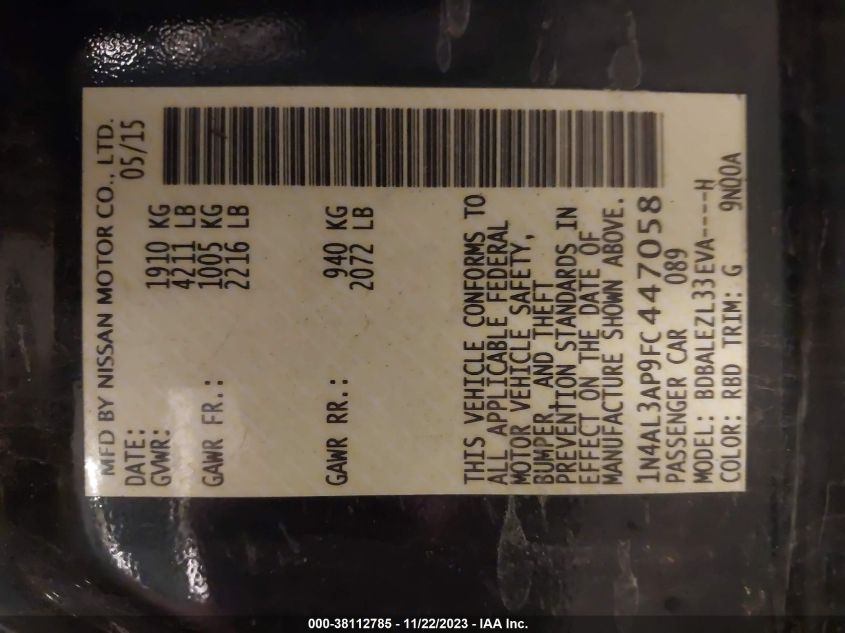 MFD BY NISSAN MOTOR CO., LTD.
DATE: 05/15
GVWR: 1910 KG
4211 LB
GAWR FR.: 1005 KG
2216 LB
GAWR RR.: 940 KG
2072 LB
THIS VEHICLE CONFORMS TO
ALL APPLICABLE FEDERAL
MOTOR VEHICLE SAFETY,
BUMPER, AND THEFT
PREVENTION STANDARDS IN
EFFECT ON THE DATE OF
MANUFACTURE SHOWN ABOVE.
1N4AL3AP9FC447058
PASSENGER CAR 089
MODEL: BDBALEZL33EVA----H
COLOR: RBD TRIM: G 9NQ0A
000-38112785 - 11/22/2023 - IAA Inc.